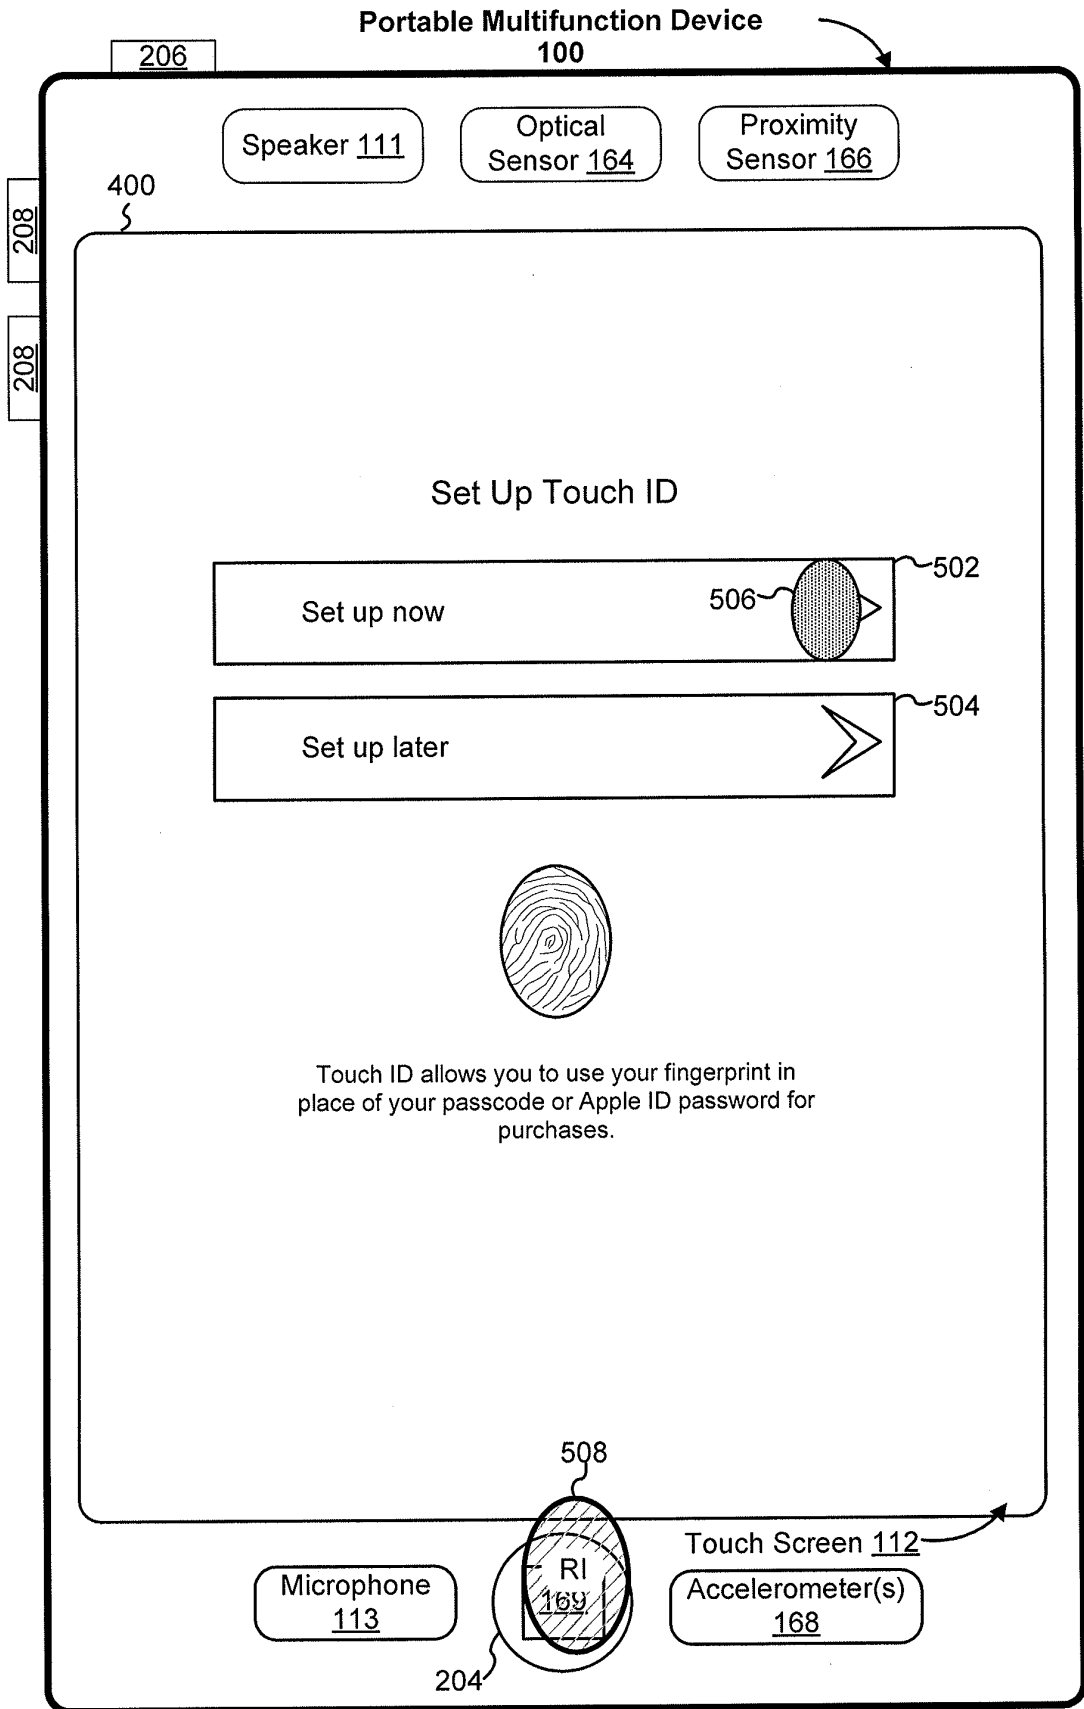 Portable Multifunction Device
100
206
Speaker 111
Optical
Sensor 164
Proximity
Sensor 166
400
208
208
Set Up Touch ID
502
506
Set up now
504
Set up later
Touch ID allows you to use your fingerprint in
place of your passcode or Apple ID password for
purchases.
508
Touch Screen 112
RI
169
Microphone
113
Accelerometer(s)
168
204